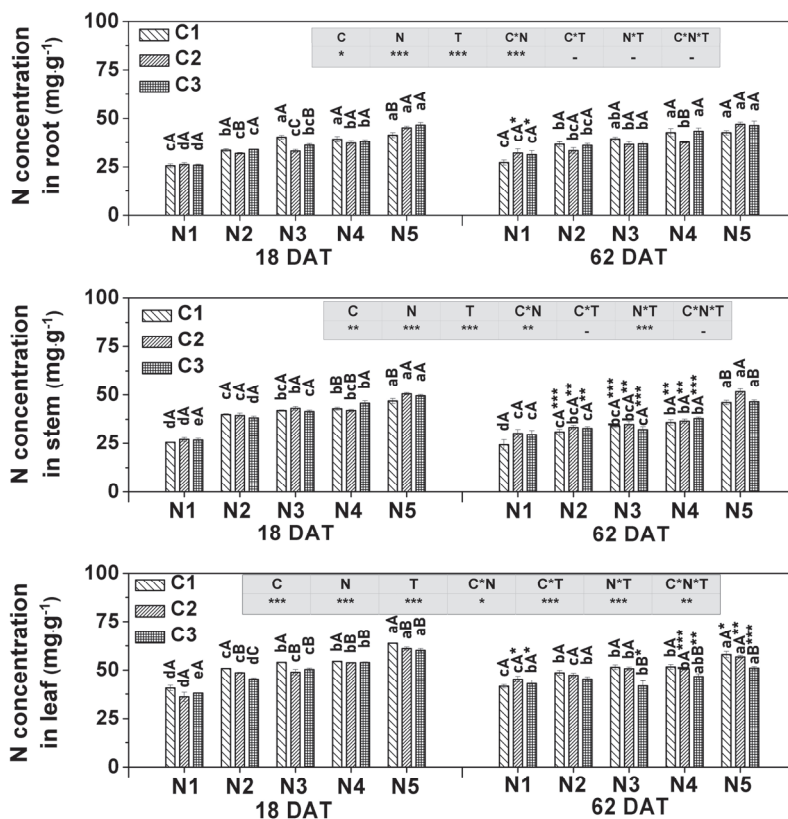 N concentration
in root (mg·g⁻¹)
100
75
50
25
0
C1
C2
C3
C N T C*N C*T N*T C*N*T
* *** *** *** - - -
cA dA dA bA cB cA aA cC bcB aA bA bA aB aA aA cA cA* cA* bA bcA bcA abA bA bA aA bB aA aA aA aA
N1 N2 N3 N4 N5 N1 N2 N3 N4 N5
18 DAT 62 DAT
N concentration
in stem (mg·g⁻¹)
100
75
50
25
0
C1
C2
C3
C N T C*N C*T N*T C*N*T
** *** *** ** - *** -
dA dA eA cA cA dA bcA bA cA bB bcB bA aB aA aA dA cA cA cA*** bcA** cA** bcA*** bcA** cA*** bA** bA** bA*** aB aA aB
N1 N2 N3 N4 N5 N1 N2 N3 N4 N5
18 DAT 62 DAT
N concentration
in leaf (mg·g⁻¹)
100
75
50
25
0
C1
C2
C3
C N T C*N C*T N*T C*N*T
*** *** *** * *** *** **
dA dA eA cA cB dC bA cB cB bA bB bB aA aB aB cA cA* bA* bA cA bA bA bA bB* bA bA*** abB** aA* aA** aB***
N1 N2 N3 N4 N5 N1 N2 N3 N4 N5
18 DAT 62 DAT